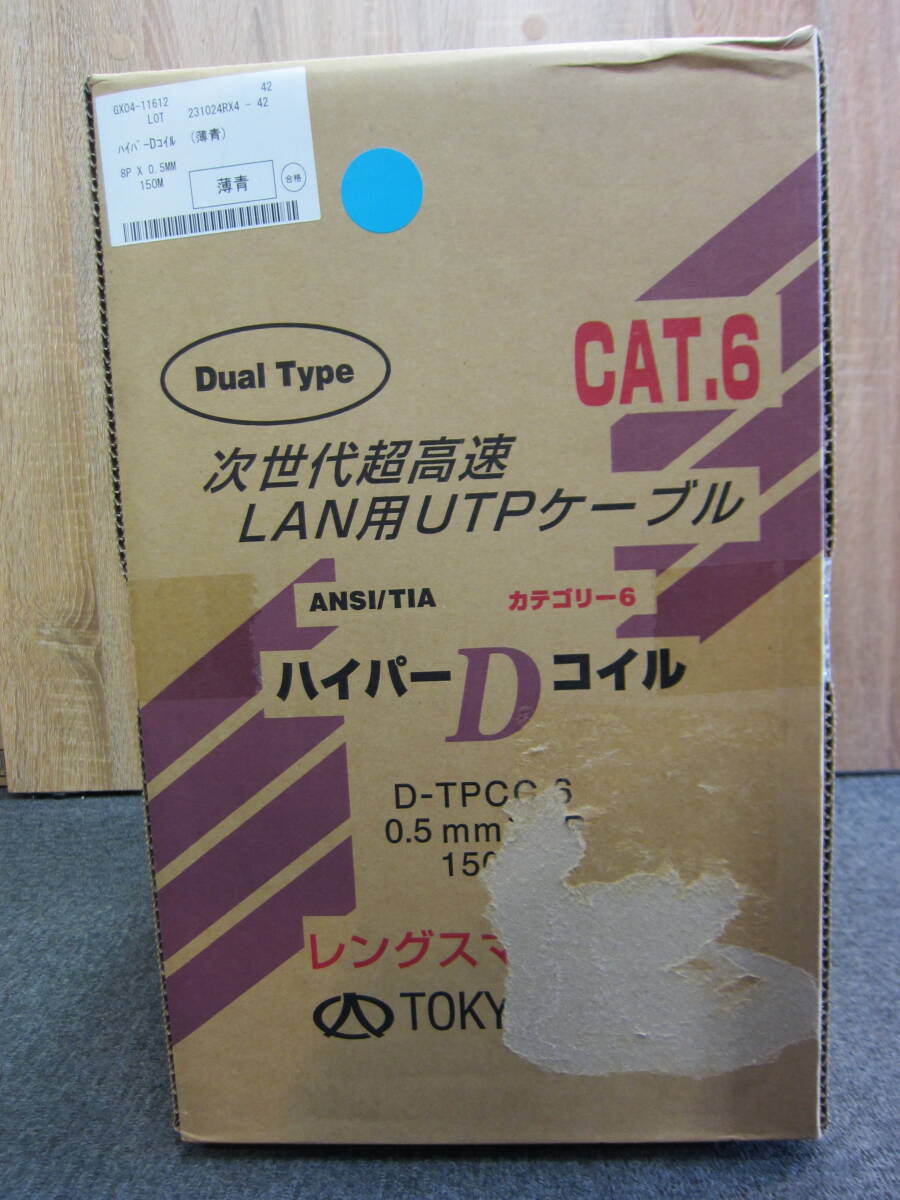 42
GX04-11612
LOT 231024RX4 - 42
ﾊｲﾊﾟｰDｺｲﾙ (薄青)
8P X 0.5MM
150M
薄青
合格
Dual Type
CAT.6
次世代超高速
LAN用UTPケーブル
ANSI/TIA カテゴリー6
ハイパーDコイル
D-TPCC 6
0.5mm
150
レングスマ
TOKY